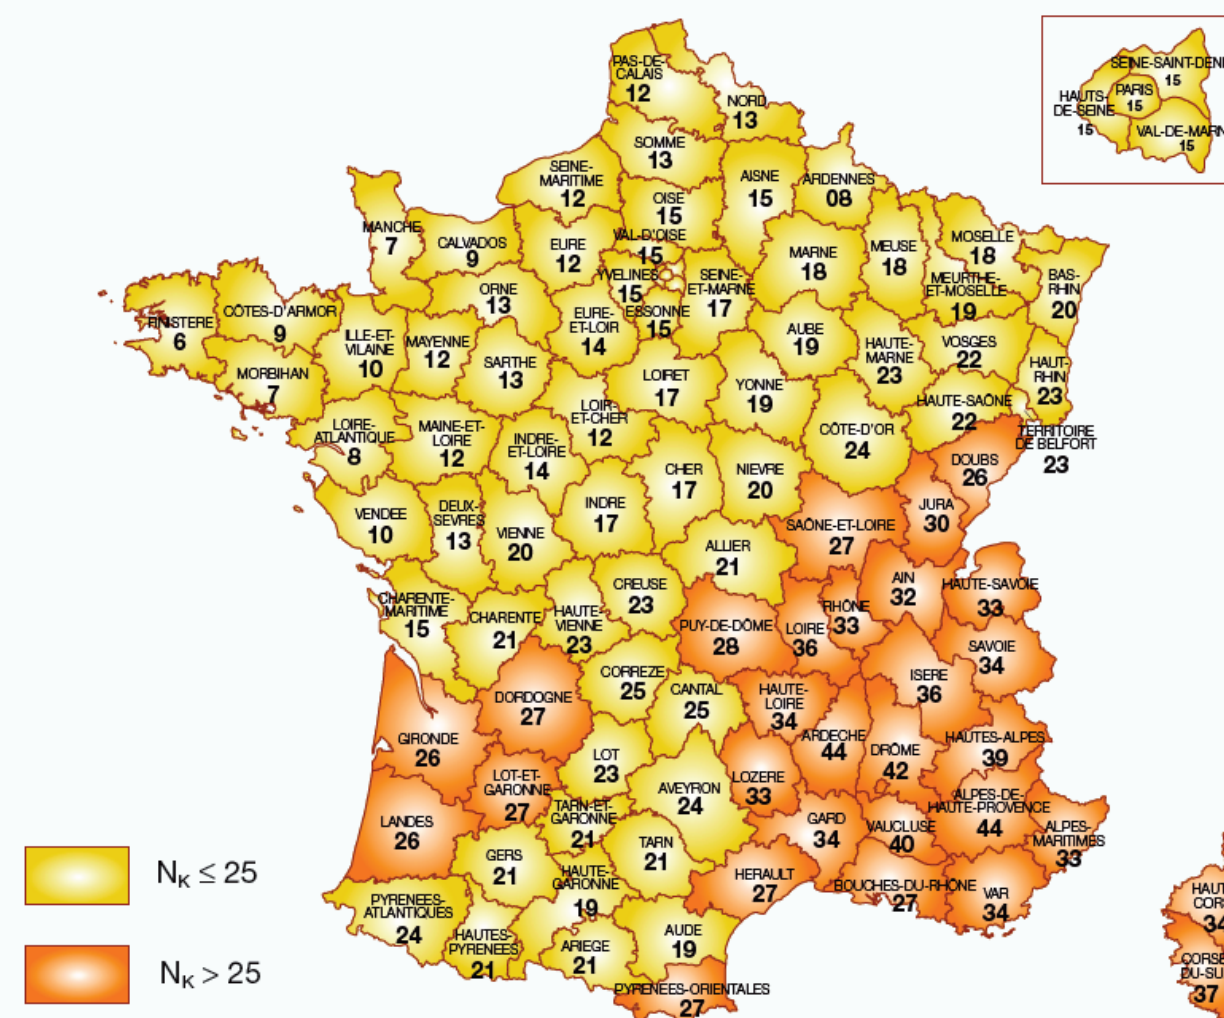 PAS-DE-
CALAIS
12
NORD
13
SOMME
13
SEINE-
MARITIME
12
AISNE
15
ARDENNES
08
OISE
15
MANCHE
7
CALVADOS
9
EURE
12
VAL-D'OISE
15
MARNE
18
MEUSE
18
MOSELLE
18
MEURTHE-
ET-MOSELLE
19
BAS-
RHIN
20
YVELINES
15
SEINE-
ET-MARNE
17
ESSONNE
15
ORNE
13
EURE-
ET-LOIR
14
FINISTERE
6
CÔTES-D'ARMOR
9
ILLE-ET-
VILAINE
10
MAYENNE
12
SARTHE
13
MORBIHAN
7
AUBE
19
HAUTE-
MARNE
23
VOSGES
22
HAUT-
RHIN
23
LOIRET
17
YONNE
19
LOIR-
ET-CHER
12
HAUTE-SAÔNE
22
TERRITOIRE
DE BELFORT
23
LOIRE-
ATLANTIQUE
8
MAINE-ET-
LOIRE
12
INDRE-
ET-LOIRE
14
CÔTE-D'OR
24
DOUBS
26
CHER
17
NIEVRE
20
VENDEE
10
DEUX-
SEVRES
13
VIENNE
20
INDRE
17
SAÔNE-ET-LOIRE
27
JURA
30
ALLIER
21
CREUSE
23
AIN
32
HAUTE-SAVOIE
33
CHARENTE-
MARITIME
15
CHARENTE
21
HAUTE-
VIENNE
23
PUY-DE-DÔME
28
LOIRE
36
RHÔNE
33
SAVOIE
34
ISERE
36
CORREZE
25
DORDOGNE
27
CANTAL
25
HAUTE-
LOIRE
34
ARDECHE
44
DRÔME
42
HAUTES-ALPES
39
GIRONDE
26
LOT-ET-
GARONNE
27
LOT
23
AVEYRON
24
LOZERE
33
ALPES-DE-
HAUTE-PROVENCE
44
ALPES-
MARITIMES
33
LANDES
26
TARN-ET-
GARONNE
21
GARD
34
VAUCLUSE
40
GERS
21
TARN
21
HAUTE-
GARONNE
19
HERAULT
27
BOUCHES-DU-RHÔNE
27
VAR
34
PYRENEES-
ATLANTIQUES
24
HAUTES-
PYRENEES
21
ARIEGE
21
AUDE
19
PYRENEES-ORIENTALES
27
SEINE-SAINT-DENI
15
HAUTS-
DE-SEINE
15
PARIS
15
VAL-DE-MARN
15
HAUT
COR
34
CORSE
DU-SU
37
Nκ ≤ 25
Nκ > 25